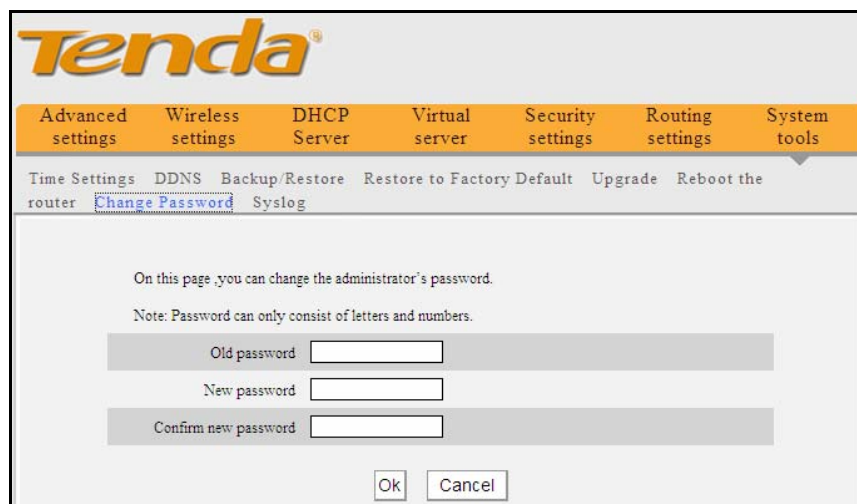 Tenda®
Advanced settings
Wireless settings
DHCP Server
Virtual server
Security settings
Routing settings
System tools
Time Settings DDNS Backup/Restore Restore to Factory Default Upgrade Reboot the
router Change Password Syslog
On this page ,you can change the administrator's password.
Note: Password can only consist of letters and numbers.
Old password
New password
Confirm new password
Ok Cancel